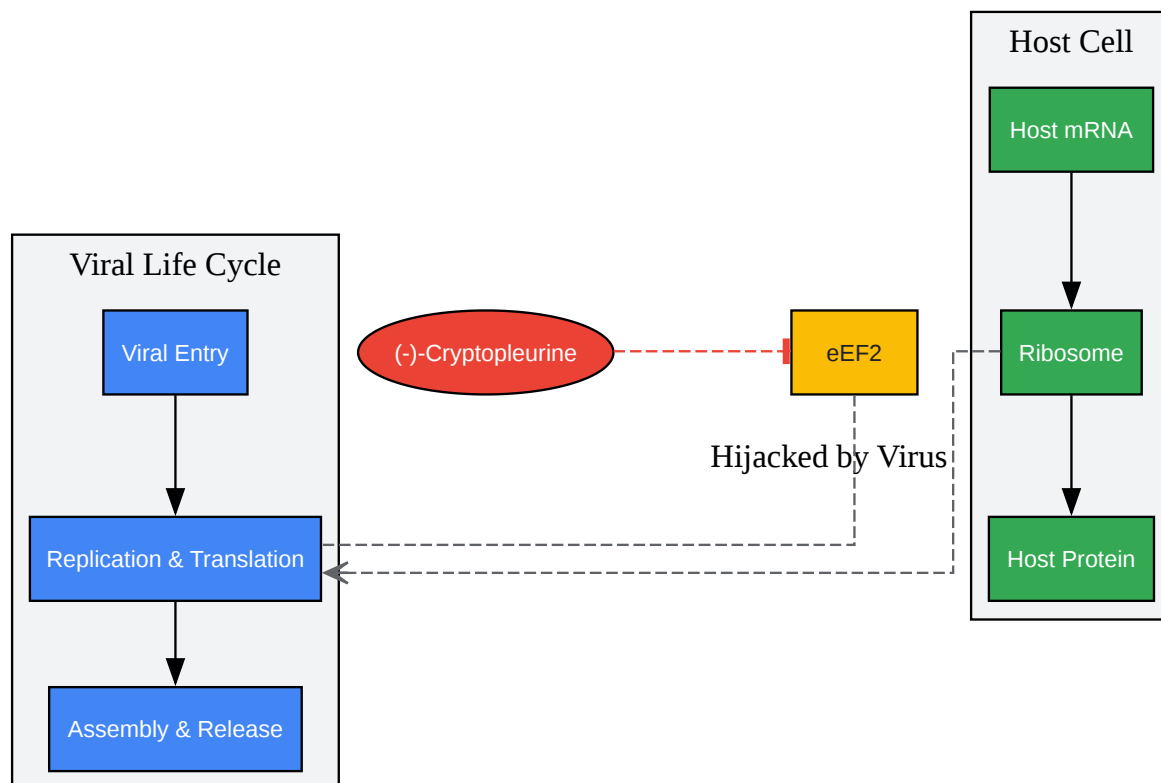 Host Cell
Host mRNA
Viral Life Cycle
Viral Entry
(-)-Cryptopleurine
eEF2
Ribosome
Hijacked by Virus
Replication & Translation
Host Protein
Assembly & Release